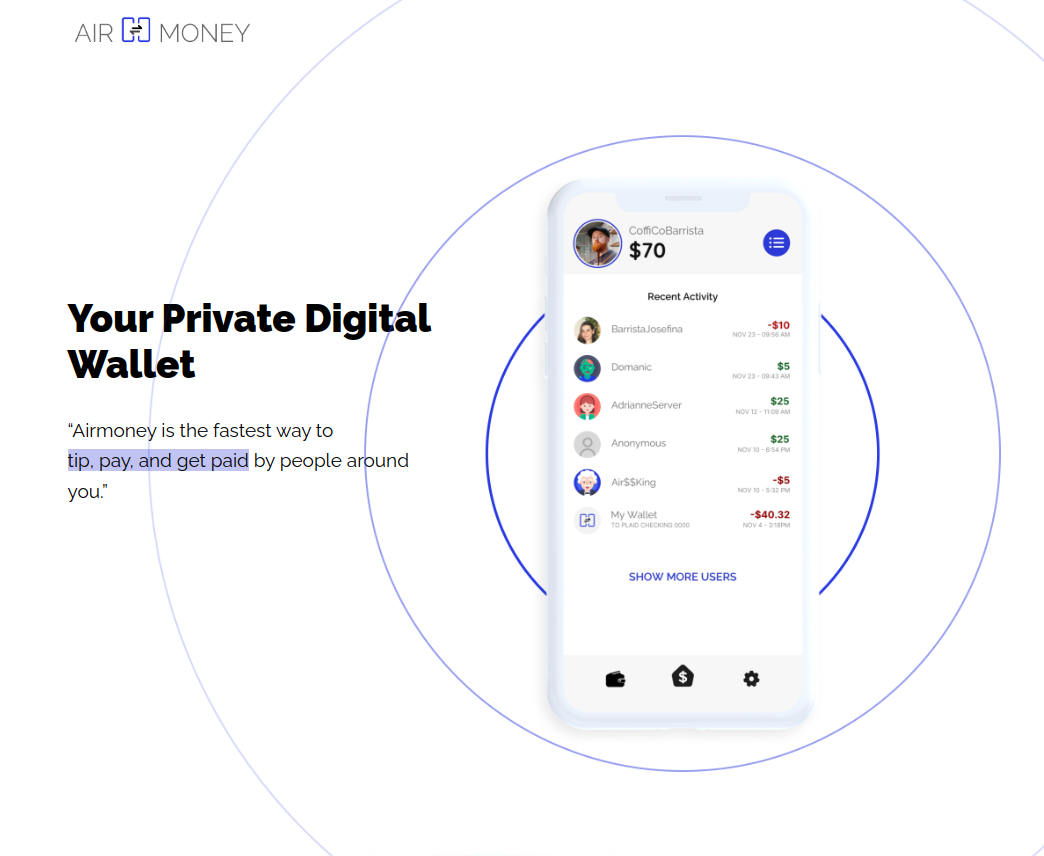 AIR MONEY
Your Private Digital
Wallet
“Airmoney is the fastest way to
tip, pay, and get paid by people around
you.”
CoffiCoBarrista
$70
Recent Activity
BarristaJosefina -$10
NOV 23 - 09:56 AM
Domanic $5
NOV 23 - 09:43 AM
AdrianneServer $25
NOV 12 - 11:09 AM
Anonymous $25
NOV 10 - 6:54 PM
Air$$King -$5
NOV 10 - 5:32 PM
My Wallet -$40.32
TO PLAID CHECKING 0000 NOV 4 - 3:18PM
SHOW MORE USERS
$